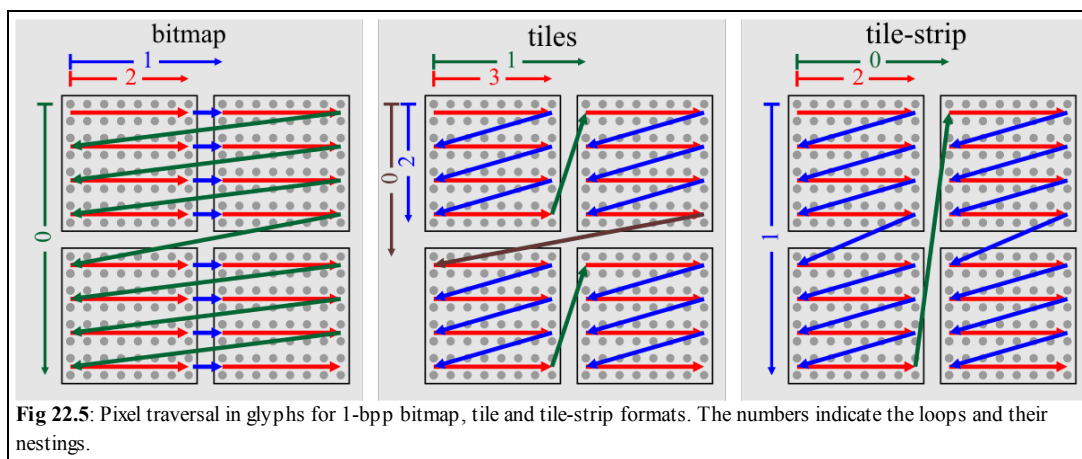 bitmap
1
2
0
tiles
1
3
0
2
tile-strip
0
2
1
Fig 22.5: Pixel traversal in glyphs for 1-bpp bitmap, tile and tile-strip formats. The numbers indicate the loops and their
nestings.